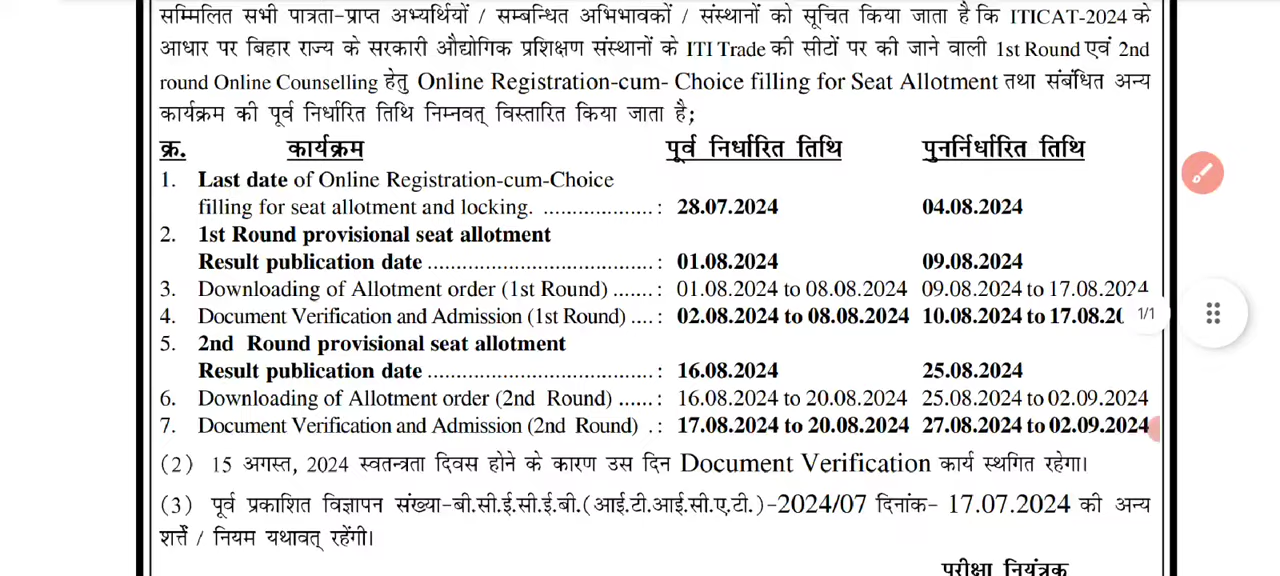 सम्मिलित सभी पात्रता-प्राप्त अभ्यर्थियों / सम्बन्धित अभिभावकों / संस्थानों को सूचित किया जाता है कि ITICAT-2024 के
आधार पर बिहार राज्य के सरकारी औद्योगिक प्रशिक्षण संस्थानों के ITI Trade की सीटों पर की जाने वाली 1st Round एवं 2nd
round Online Counselling हेतु Online Registration-cum- Choice filling for Seat Allotment तथा संबंधित अन्य
कार्यक्रम की पूर्व निर्धारित तिथि निम्नवत् विस्तारित किया जाता है;
क्र. कार्यक्रम पूर्व निर्धारित तिथि पुनर्निर्धारित तिथि
1. Last date of Online Registration-cum-Choice
filling for seat allotment and locking. ................... : 28.07.2024 04.08.2024
2. 1st Round provisional seat allotment
Result publication date ....................................... : 01.08.2024 09.08.2024
3. Downloading of Allotment order (1st Round) ....... : 01.08.2024 to 08.08.2024 09.08.2024 to 17.08.2024
4. Document Verification and Admission (1st Round) .... : 02.08.2024 to 08.08.2024 10.08.2024 to 17.08.20 1/1
5. 2nd Round provisional seat allotment
Result publication date ....................................... : 16.08.2024 25.08.2024
6. Downloading of Allotment order (2nd Round) ...... : 16.08.2024 to 20.08.2024 25.08.2024 to 02.09.2024
7. Document Verification and Admission (2nd Round) . : 17.08.2024 to 20.08.2024 27.08.2024 to 02.09.2024
(2) 15 अगस्त, 2024 स्वतन्त्रता दिवस होने के कारण उस दिन Document Verification कार्य स्थगित रहेगा।
(3) पूर्व प्रकाशित विज्ञापन संख्या-बी.सी.ई.सी.ई.बी.(आई.टी.आई.सी.ए.टी.)-2024/07 दिनांक- 17.07.2024 की अन्य
शर्त्तें / नियम यथावत् रहेंगी।
परीक्षा नियंत्रक